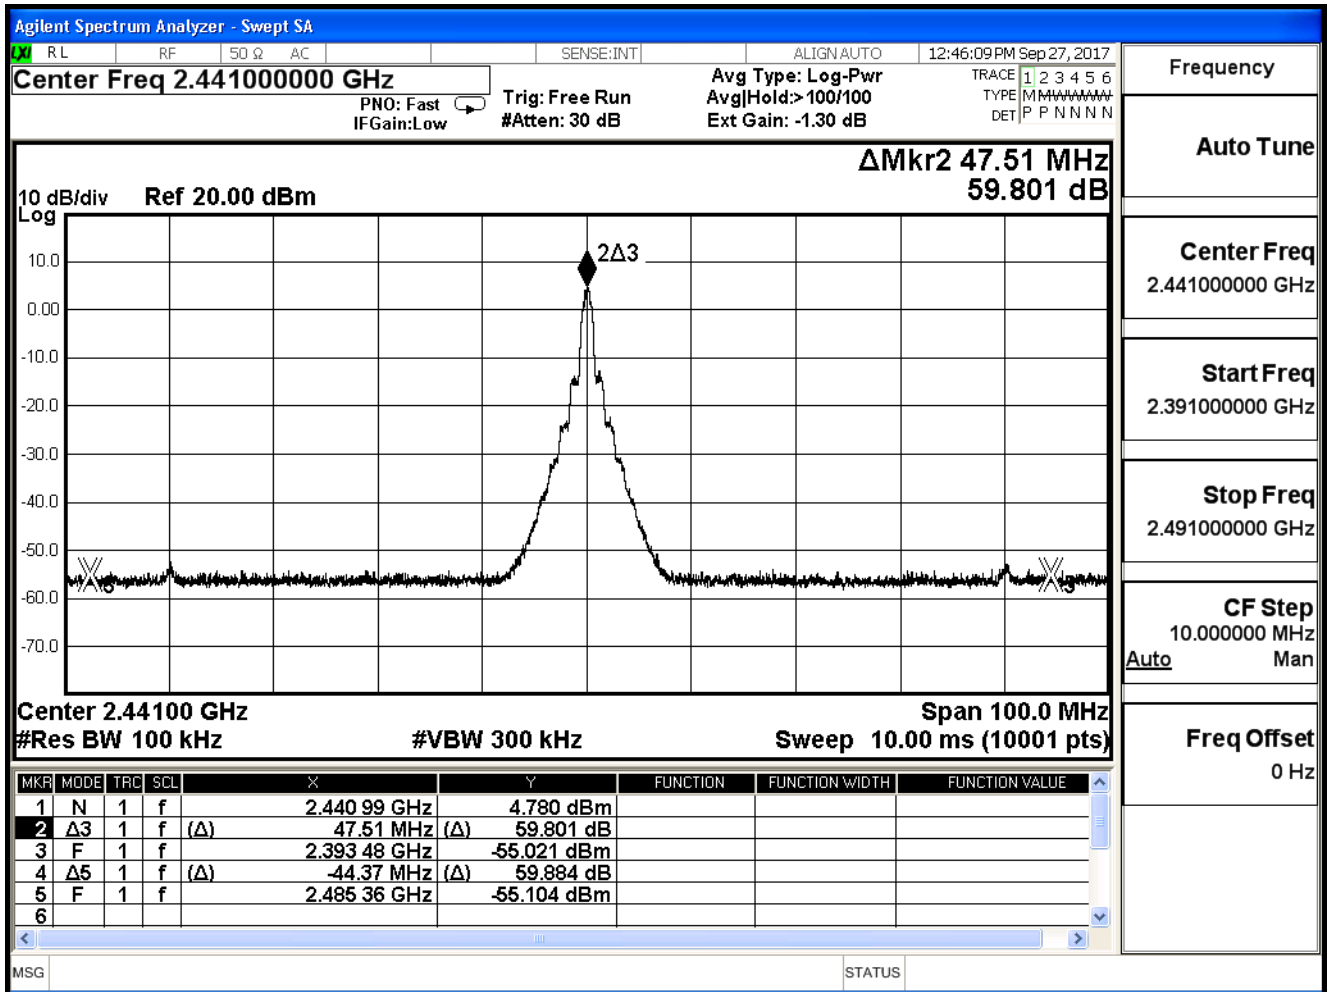 Agilent Spectrum Analyzer - Swept SA
LXI RL RF 50 Ω AC SENSE:INT ALIGN AUTO 12:46:09 PM Sep 27, 2017
Center Freq 2.441000000 GHz
PNO: Fast
IFGain:Low
Trig: Free Run
#Atten: 30 dB
Avg Type: Log-Pwr
Avg|Hold:>100/100
Ext Gain: -1.30 dB
TRACE 1 2 3 4 5 6
TYPE M M W W W W
DET P P N N N N
ΔMkr2 47.51 MHz
59.801 dB
10 dB/div Ref 20.00 dBm
Log
2Δ3
10.0
0.00
-10.0
-20.0
-30.0
-40.0
-50.0
-60.0
-70.0
5
3
Center 2.44100 GHz Span 100.0 MHz
#Res BW 100 kHz #VBW 300 kHz Sweep 10.00 ms (10001 pts)
MKR MODE TRC SCL X Y FUNCTION FUNCTION WIDTH FUNCTION VALUE
1 N 1 f 2.440 99 GHz 4.780 dBm
2 Δ3 1 f (Δ) 47.51 MHz (Δ) 59.801 dB
3 F 1 f 2.393 48 GHz -55.021 dBm
4 Δ5 1 f (Δ) -44.37 MHz (Δ) 59.884 dB
5 F 1 f 2.485 36 GHz -55.104 dBm
6
MSG STATUS
Frequency
Auto Tune
Center Freq
2.441000000 GHz
Start Freq
2.391000000 GHz
Stop Freq
2.491000000 GHz
CF Step
10.000000 MHz
Auto Man
Freq Offset
0 Hz